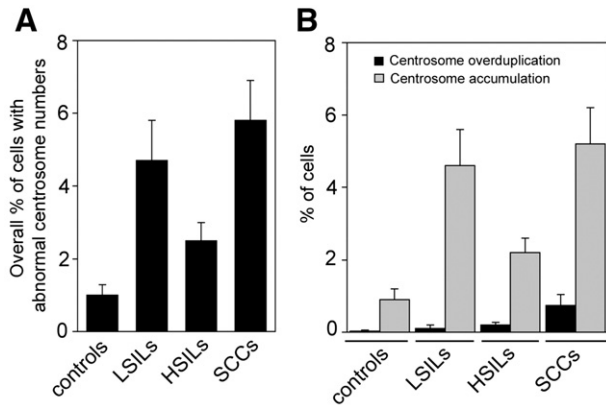 A
Overall % of cells with
abnormal centrosome numbers
8
6
4
2
0
controls
LSILs
HSILs
SCCs
B
% of cells
8
6
4
2
0
Centrosome overduplication
Centrosome accumulation
controls
LSILs
HSILs
SCCs